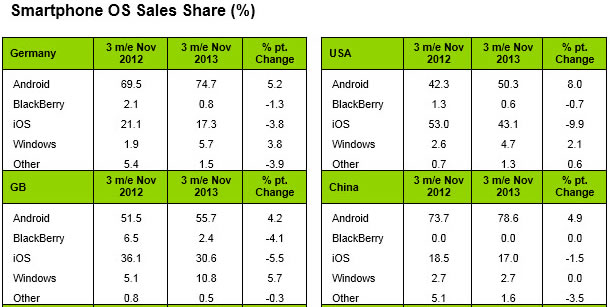 Smartphone OS Sales Share (%)
Germany 3 m/e Nov 2012 3 m/e Nov 2013 % pt. Change
Android 69.5 74.7 5.2
BlackBerry 2.1 0.8 -1.3
iOS 21.1 17.3 -3.8
Windows 1.9 5.7 3.8
Other 5.4 1.5 -3.9
GB 3 m/e Nov 2012 3 m/e Nov 2013 % pt. Change
Android 51.5 55.7 4.2
BlackBerry 6.5 2.4 -4.1
iOS 36.1 30.6 -5.5
Windows 5.1 10.8 5.7
Other 0.8 0.5 -0.3
USA 3 m/e Nov 2012 3 m/e Nov 2013 % pt. Change
Android 42.3 50.3 8.0
BlackBerry 1.3 0.6 -0.7
iOS 53.0 43.1 -9.9
Windows 2.6 4.7 2.1
Other 0.7 1.3 0.6
China 3 m/e Nov 2012 3 m/e Nov 2013 % pt. Change
Android 73.7 78.6 4.9
BlackBerry 0.0 0.0 0.0
iOS 18.5 17.0 -1.5
Windows 2.7 2.7 0.0
Other 5.1 1.6 -3.5